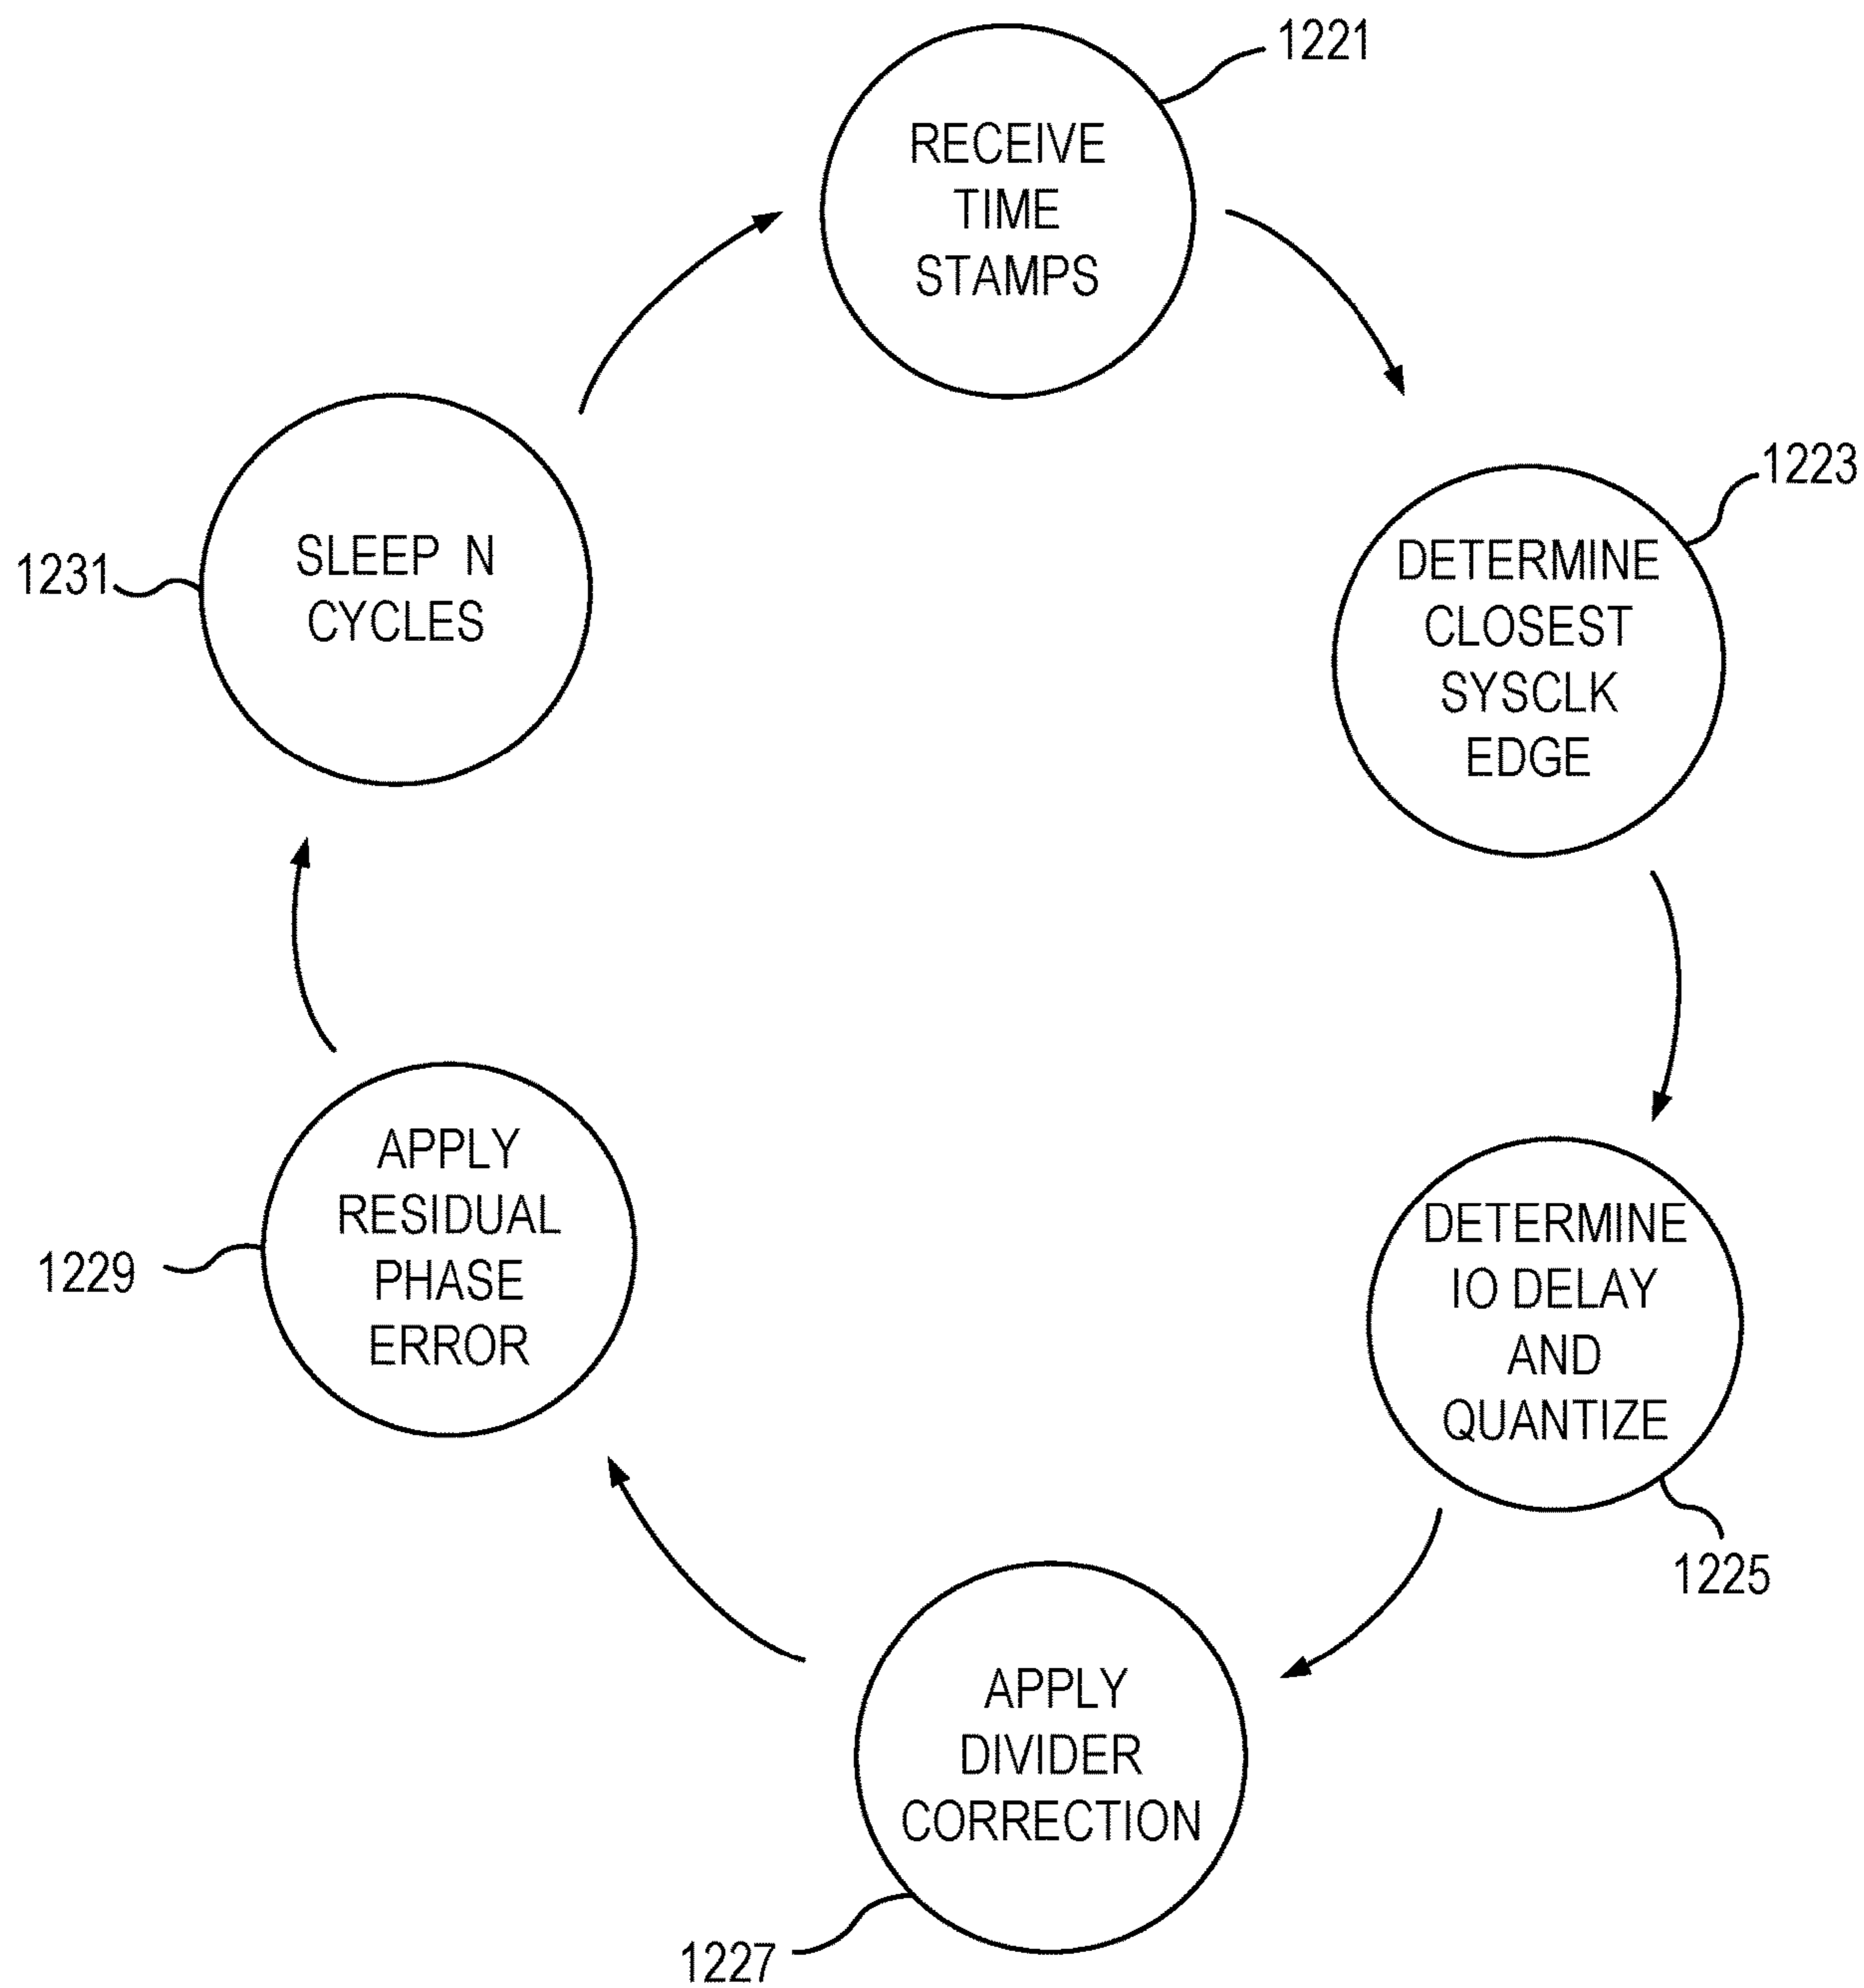 1221
RECEIVE
TIME
STAMPS
1223
DETERMINE
CLOSEST
SYSCLK
EDGE
DETERMINE
IO DELAY
AND
QUANTIZE
1225
APPLY
DIVIDER
CORRECTION
1227
APPLY
RESIDUAL
PHASE
ERROR
1229
SLEEP N
CYCLES
1231